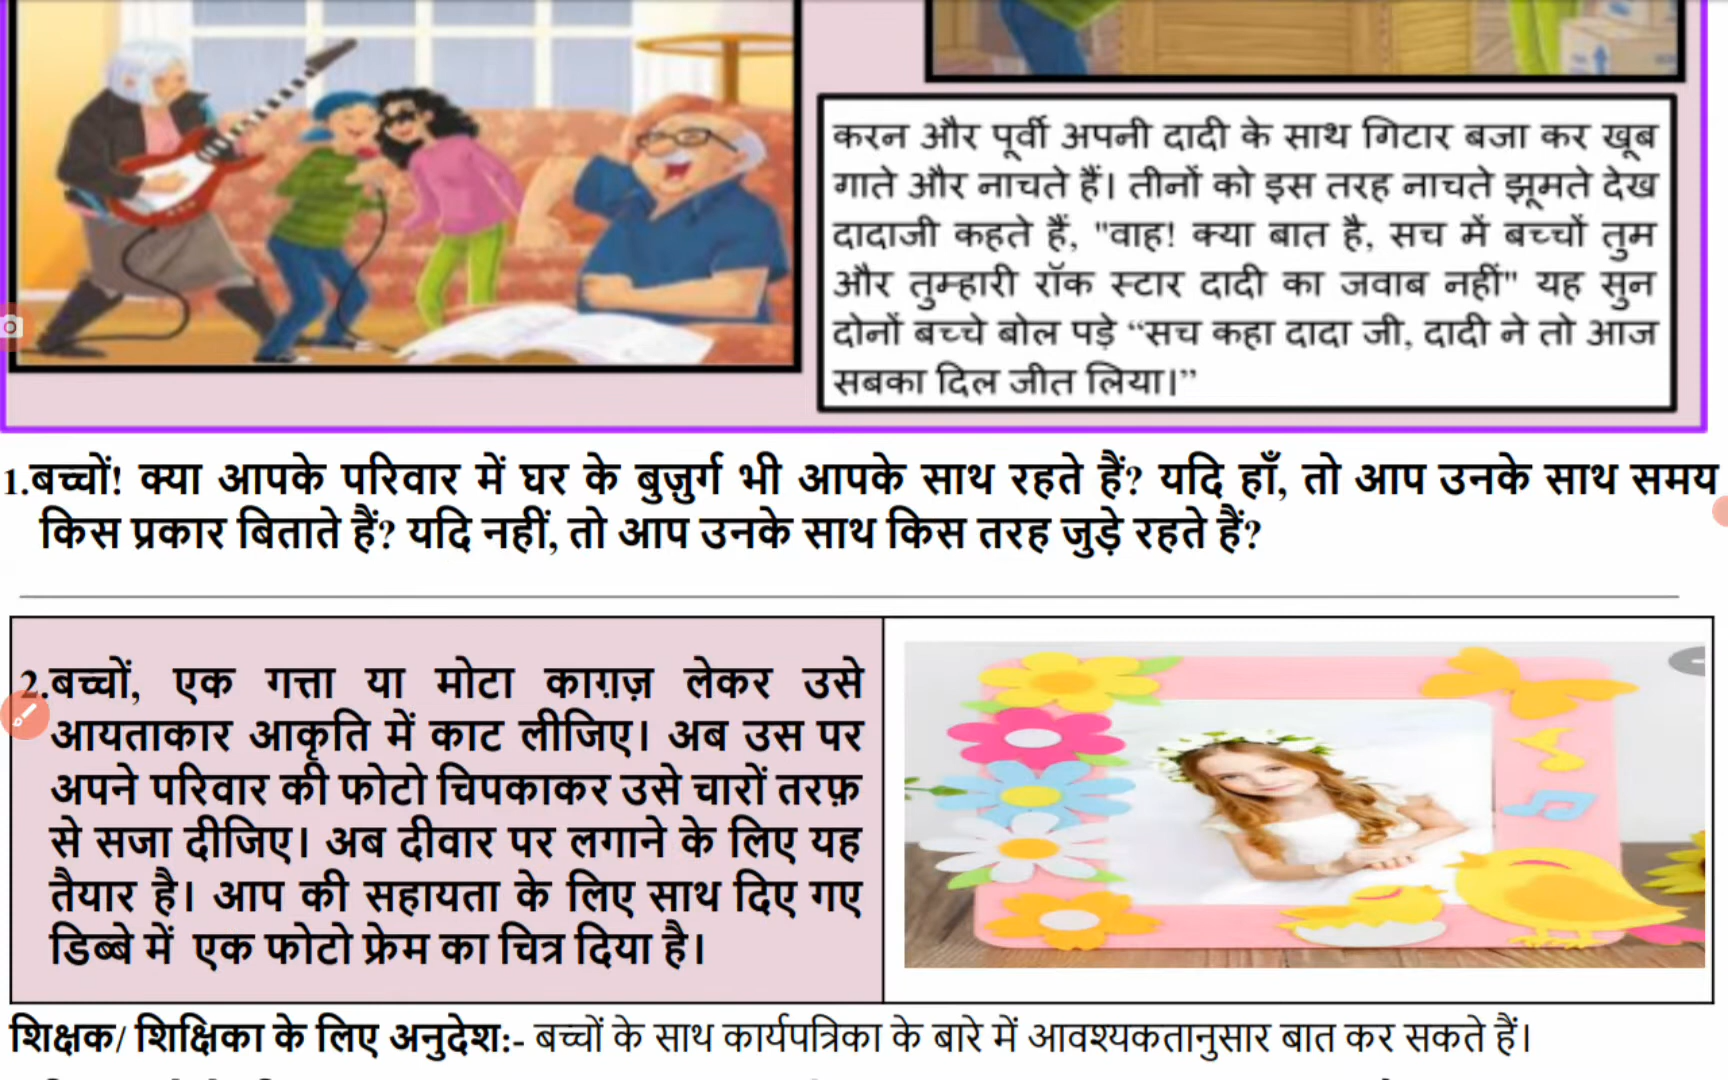 करन और पूर्वी अपनी दादी के साथ गिटार बजा कर खूब
गाते और नाचते हैं। तीनों को इस तरह नाचते झूमते देख
दादाजी कहते हैं, "वाह! क्या बात है, सच में बच्चों तुम
और तुम्हारी रॉक स्टार दादी का जवाब नहीं" यह सुन
दोनों बच्चे बोल पड़े “सच कहा दादा जी, दादी ने तो आज
सबका दिल जीत लिया।”
1.बच्चों! क्या आपके परिवार में घर के बुज़ुर्ग भी आपके साथ रहते हैं? यदि हाँ, तो आप उनके साथ समय
किस प्रकार बिताते हैं? यदि नहीं, तो आप उनके साथ किस तरह जुड़े रहते हैं?
2.बच्चों, एक गत्ता या मोटा काग़ज़ लेकर उसे
आयताकार आकृति में काट लीजिए। अब उस पर
अपने परिवार की फोटो चिपकाकर उसे चारों तरफ़
से सजा दीजिए। अब दीवार पर लगाने के लिए यह
तैयार है। आप की सहायता के लिए साथ दिए गए
डिब्बे में एक फोटो फ्रेम का चित्र दिया है।
शिक्षक/ शिक्षिका के लिए अनुदेश:- बच्चों के साथ कार्यपत्रिका के बारे में आवश्यकतानुसार बात कर सकते हैं।